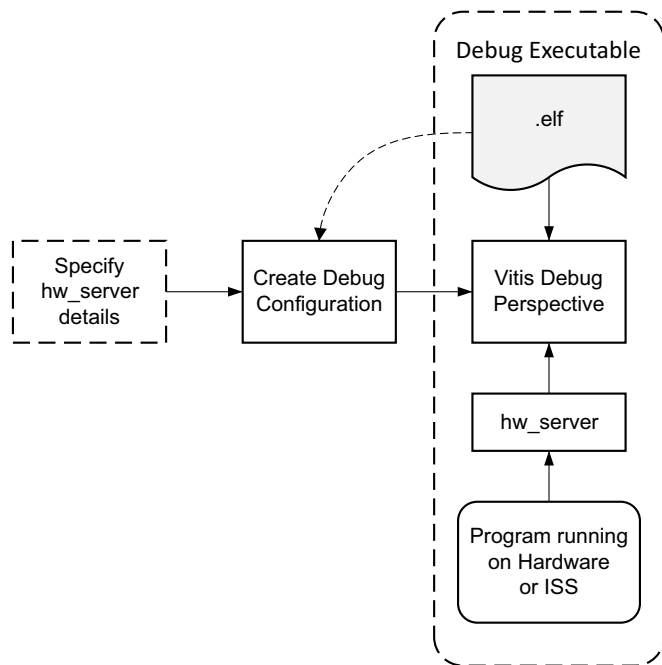 Debug Executable
.elf
Specify
hw_server
details
Create Debug
Configuration
Vitis Debug
Perspective
hw_server
Program running
on Hardware
or ISS